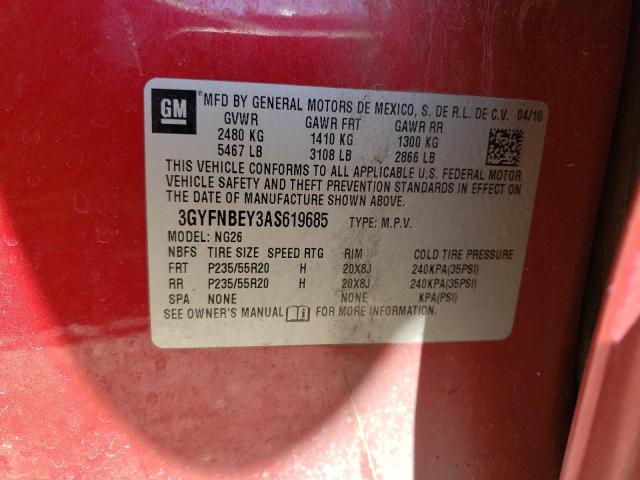 GM ® MFD BY GENERAL MOTORS DE MEXICO, S. DE R.L. DE C.V. 04/10
GVWR GAWR FRT GAWR RR
2480 KG 1410 KG 1300 KG
5467 LB 3108 LB 2866 LB
THIS VEHICLE CONFORMS TO ALL APPLICABLE U.S. FEDERAL MOTOR
VEHICLE SAFETY AND THEFT PREVENTION STANDARDS IN EFFECT ON
THE DATE OF MANUFACTURE SHOWN ABOVE.
3GYFNBEY3AS619685 TYPE: M.P.V.
MODEL: NG26
NBFS TIRE SIZE SPEED RTG RIM COLD TIRE PRESSURE
FRT P235/55R20 H 20X8J 240KPA(35PSI)
RR P235/55R20 H 20X8J 240KPA(35PSI)
SPA NONE NONE KPA(PSI)
SEE OWNER'S MANUAL FOR MORE INFORMATION.